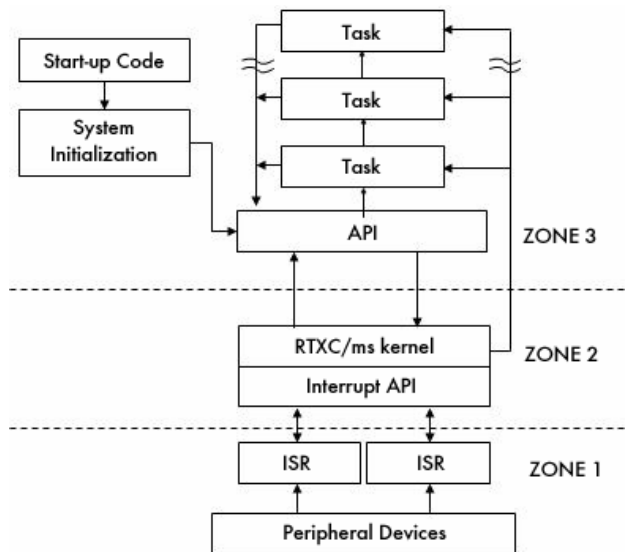 Task
Start-up Code
Task
System
Initialization
Task
API
ZONE 3
RTXC/ms kernel
ZONE 2
Interrupt API
ISR
ISR
ZONE 1
Peripheral Devices